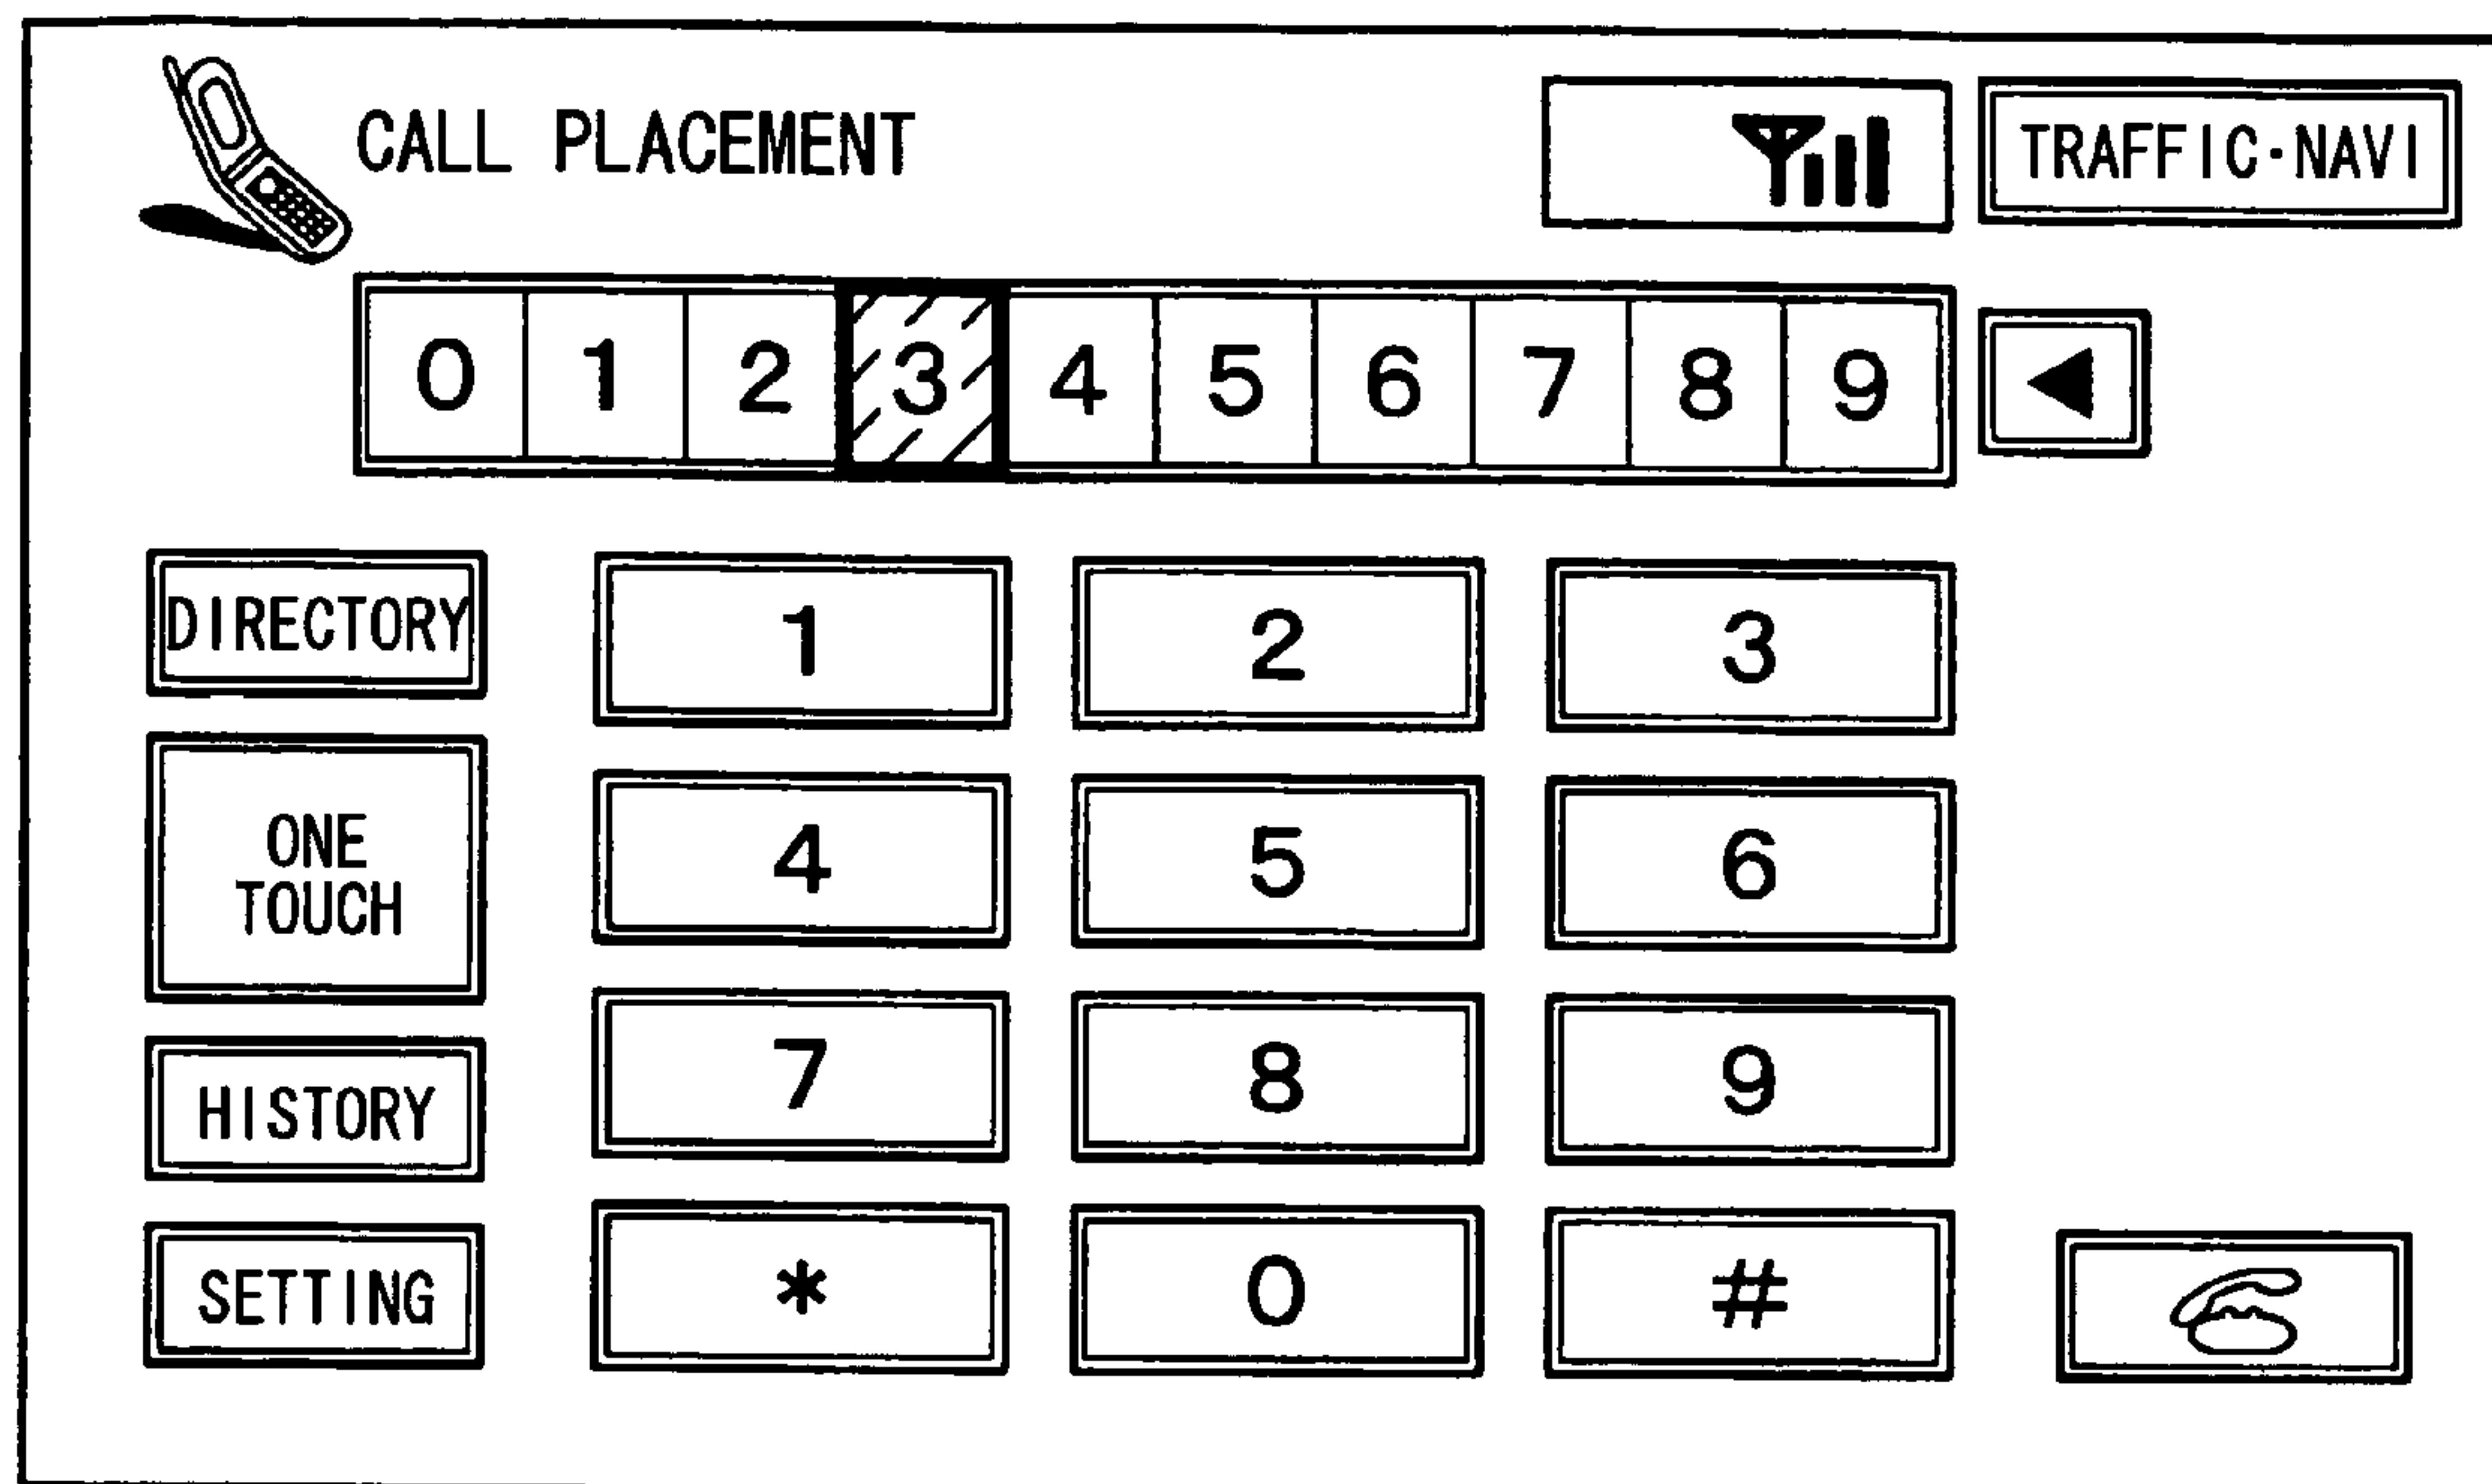 CALL PLACEMENT
TRAFFIC·NAVI
0 1 2 3 4 5 6 7 8 9
DIRECTORY
1 2 3
ONE
TOUCH
4 5 6
HISTORY
7 8 9
SETTING
* 0 #